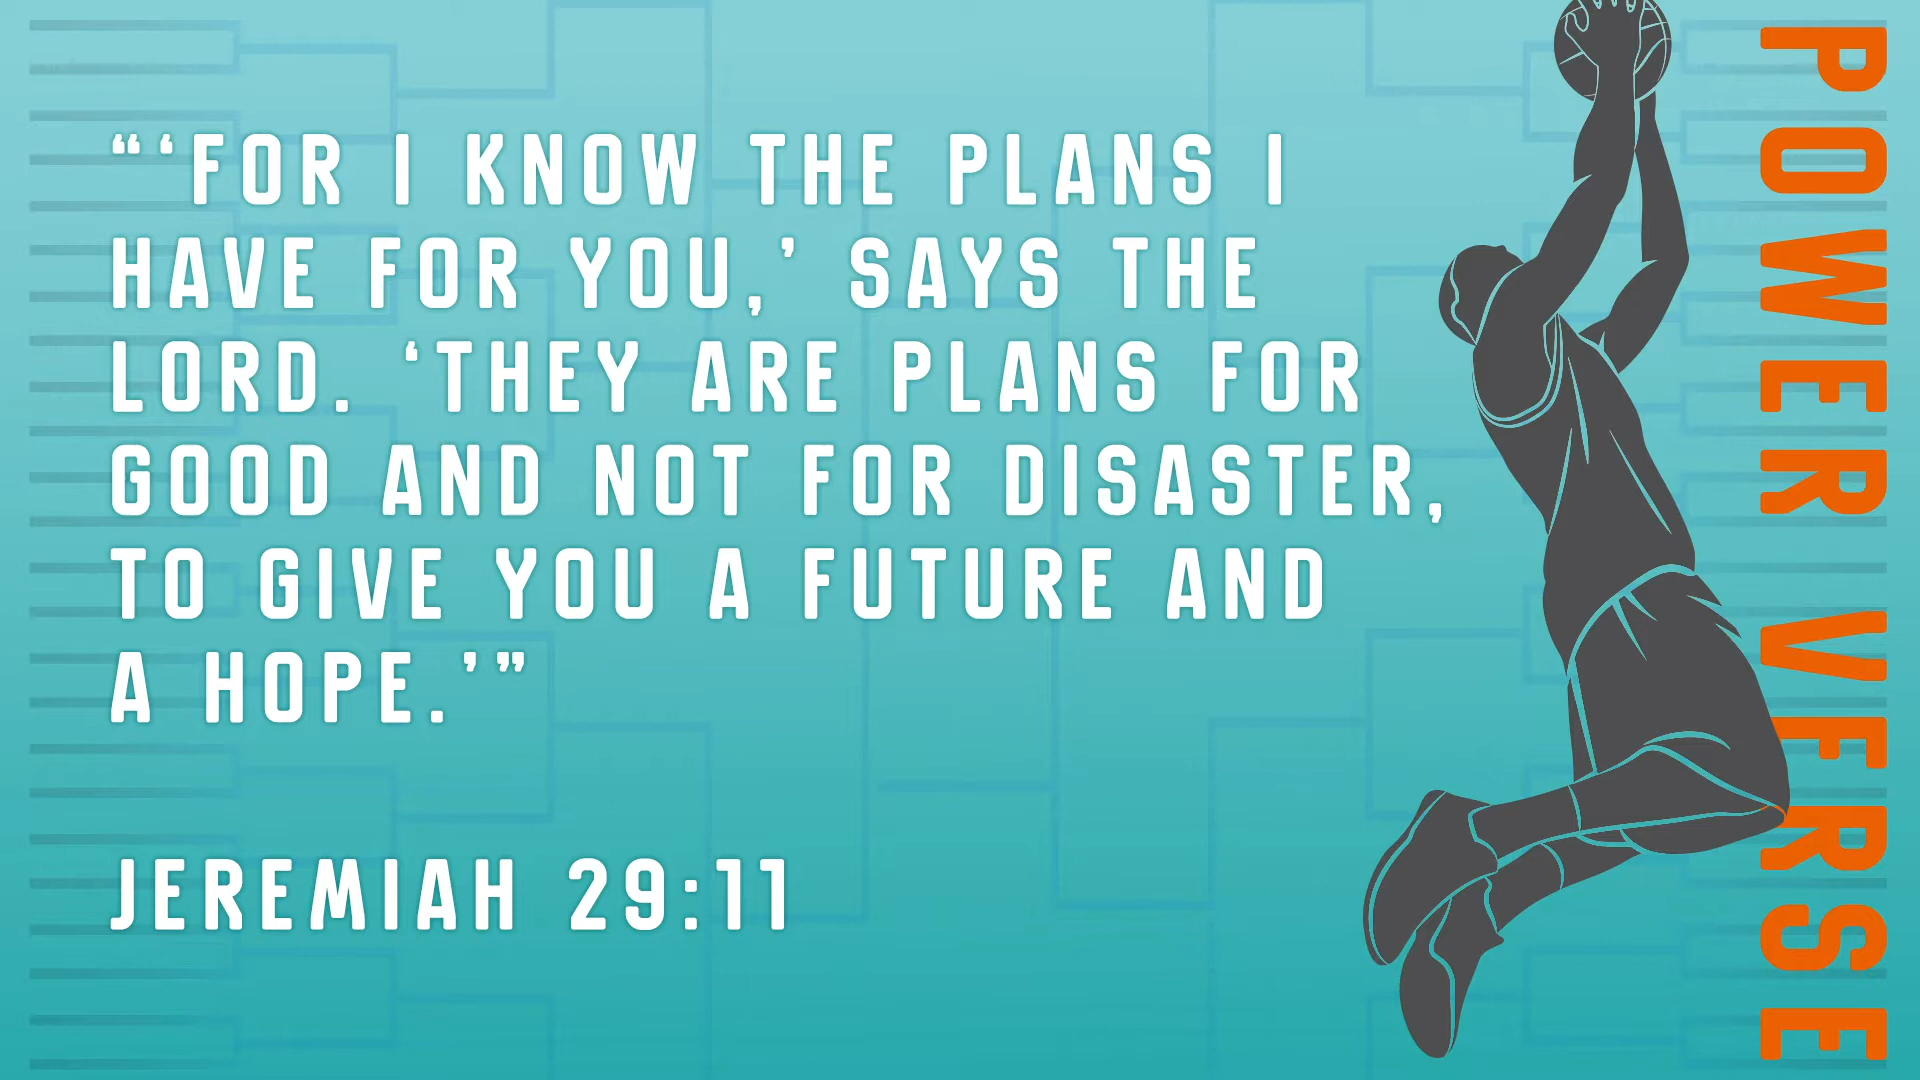 “‘FOR I KNOW THE PLANS I
HAVE FOR YOU,’ SAYS THE
LORD. ‘THEY ARE PLANS FOR
GOOD AND NOT FOR DISASTER,
TO GIVE YOU A FUTURE AND
A HOPE.’”
JEREMIAH 29:11
POWER VERSE